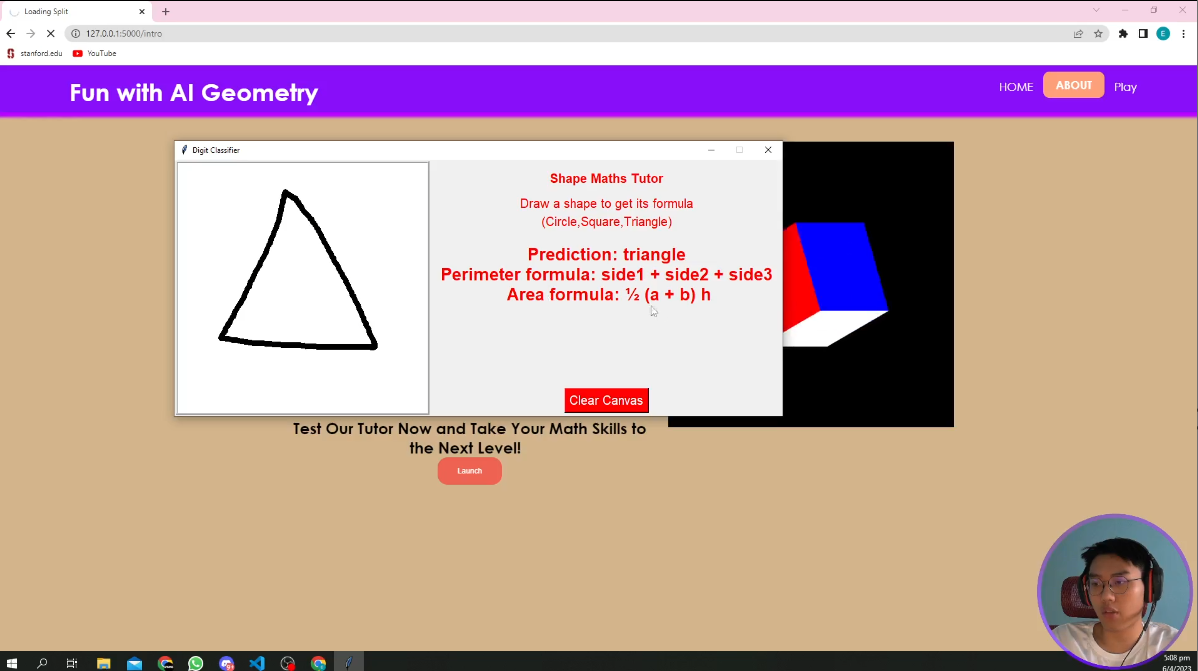 Loading Split
127.0.0.1:5000/intro
E
stanford.edu
YouTube
Fun with AI Geometry
HOME
ABOUT
Play
Digit Classifier
Shape Maths Tutor
Draw a shape to get its formula
(Circle,Square,Triangle)
Prediction: triangle
Perimeter formula: side1 + side2 + side3
Area formula: ½ (a + b) h
Clear Canvas
Test Our Tutor Now and Take Your Math Skills to
the Next Level!
Launch
5:08 pm
6/4/2023